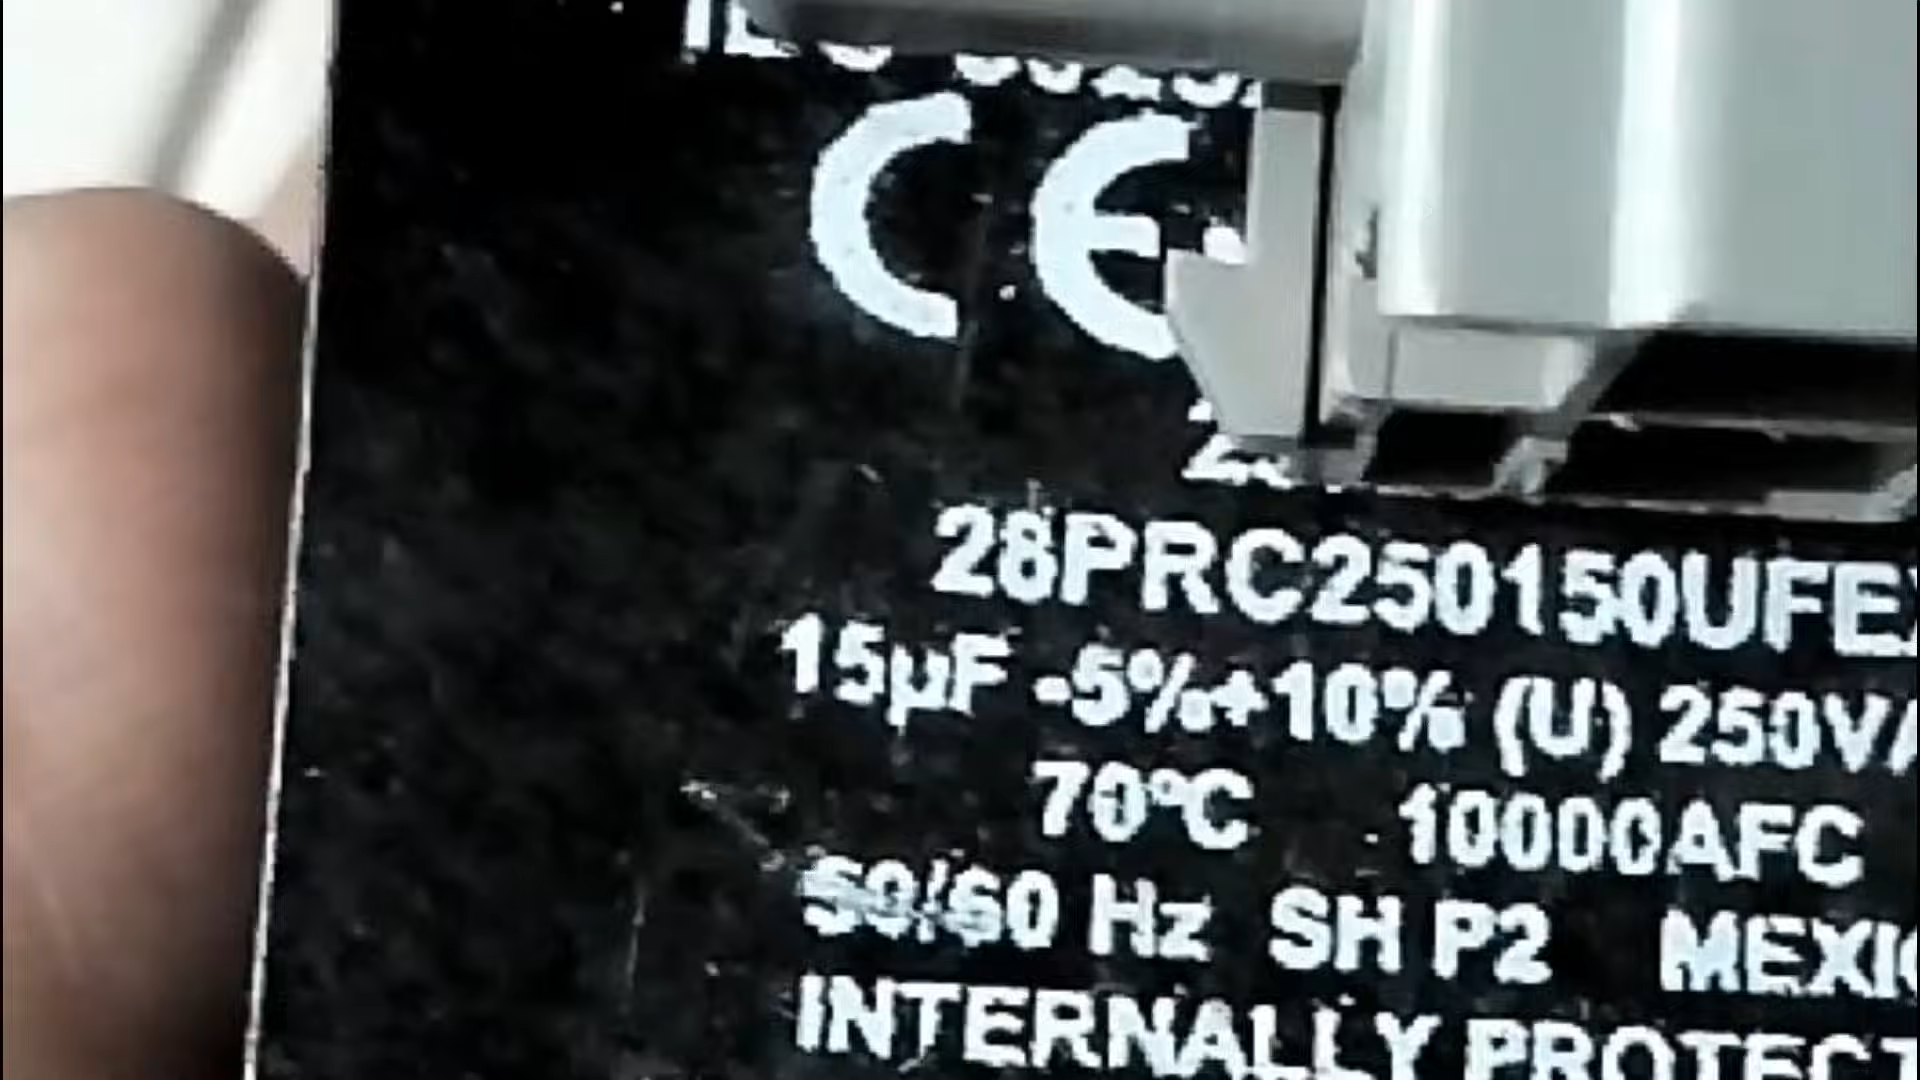 CE
28PRC250150UFE
15µF -5%+10% (U) 250V
70°C 10000AFC
50/60 Hz SH P2 MEXI
INTERNALLY PROTECT